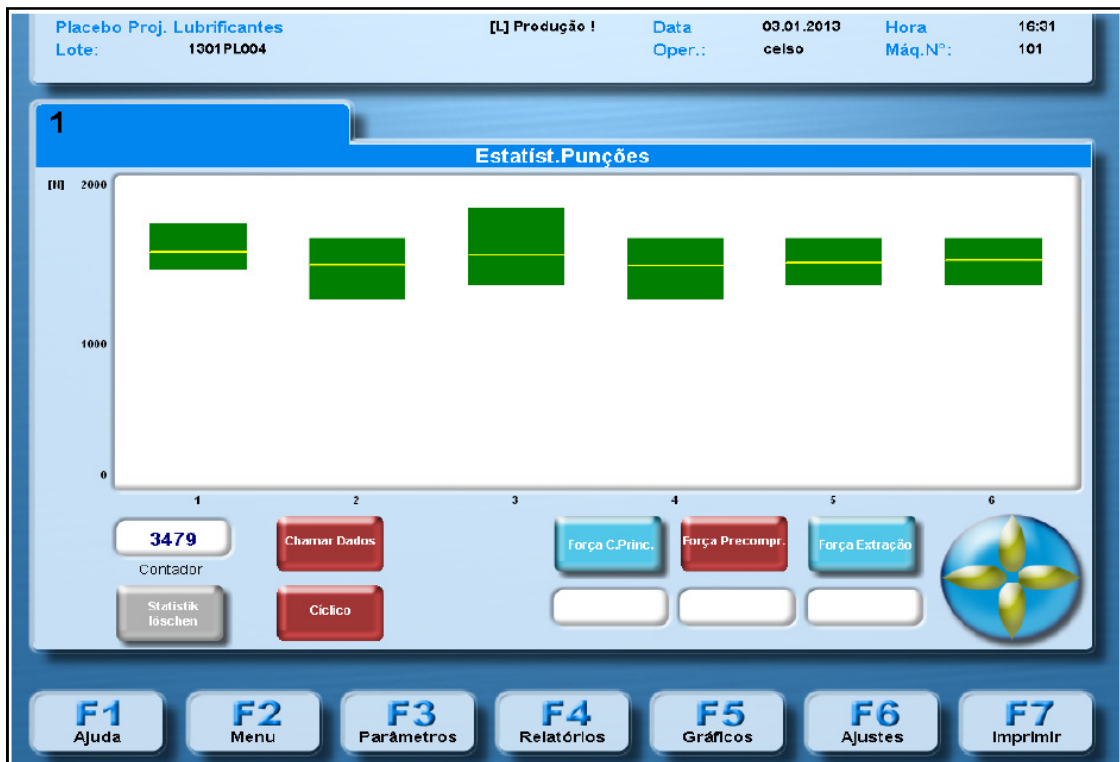 Placebo Proj. Lubrificantes [L] Produção ! Data 03.01.2013 Hora 16:31
Lote: 1301PL004 Oper.: celso Máq.N°: 101
1
Estatíst.Punções
[N] 2000
1000
0
1 2 3 4 5 6
3479 Chamar Dados Força C.Princ. Força Precompr. Força Extração
Contador
Statistik
löschen
Cíclico
F1 F2 F3 F4 F5 F6 F7
Ajuda Menu Parâmetros Relatórios Gráficos Ajustes Imprimir